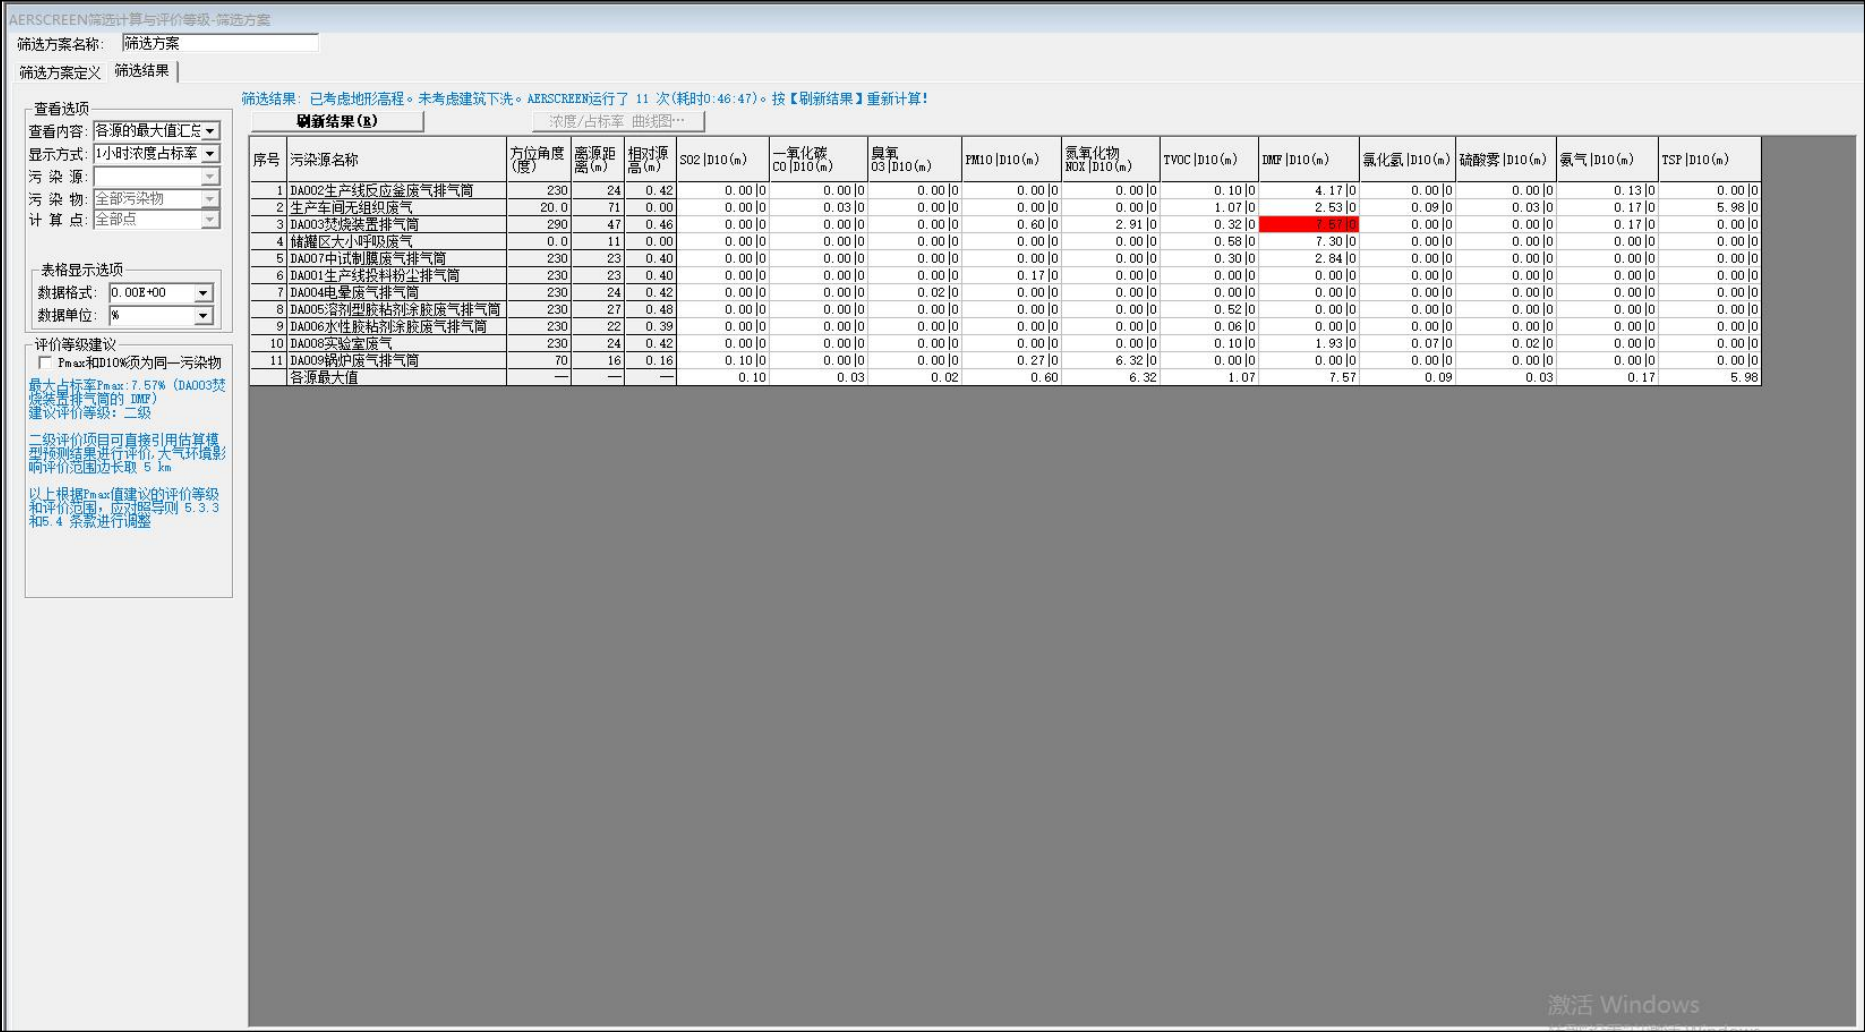 AERSCREEN筛选计算与评价等级-筛选方案
筛选方案名称: 筛选方案
筛选方案定义 筛选结果
筛选结果: 已考虑地形高程。未考虑建筑下洗。AERSCREEN运行了 11 次(耗时0:46:47)。按【刷新结果】重新计算!
刷新结果(R) 浓度/占标率 曲线图…
查看选项
查看内容: 各源的最大值汇总
显示方式: 1小时浓度占标率
污 染 源:
污 染 物: 全部污染物
计 算 点: 全部点
表格显示选项
数据格式: 0.00E+00
数据单位: %
评价等级建议
Pmax和D10%须为同一污染物
最大占标率Pmax:7.57% (DA003焚
烧装置排气筒的 DMF)
建议评价等级: 二级
二级评价项目可直接引用估算模
型预测结果进行评价,大气环境影
响评价范围边长取 5 km
以上根据Pmax值建议的评价等级
和评价范围,应对照导则 5.3.3
和5.4 条款进行调整
序号 污染源名称 方位角度(度) 离源距离(m) 相对源高(m) SO2|D10(m) 一氧化碳CO|D10(m) 臭氧O3|D10(m) PM10|D10(m) 氮氧化物NOX|D10(m) TVOC|D10(m) DMF|D10(m) 氯化氢|D10(m) 硫酸雾|D10(m) 氨气|D10(m) TSP|D10(m)
1 DA002生产线反应釜废气排气筒 230 24 0.42 0.00|0 0.00|0 0.00|0 0.00|0 0.00|0 0.10|0 4.17|0 0.00|0 0.00|0 0.13|0 0.00|0
2 生产车间无组织废气 20.0 71 0.00 0.00|0 0.03|0 0.00|0 0.00|0 0.00|0 1.07|0 2.53|0 0.09|0 0.03|0 0.17|0 5.98|0
3 DA003焚烧装置排气筒 290 47 0.46 0.00|0 0.00|0 0.00|0 0.60|0 2.91|0 0.32|0 7.57|0 0.00|0 0.00|0 0.17|0 0.00|0
4 储罐区大小呼吸废气 0.0 11 0.00 0.00|0 0.00|0 0.00|0 0.00|0 0.00|0 0.58|0 7.30|0 0.00|0 0.00|0 0.00|0 0.00|0
5 DA007中试制膜废气排气筒 230 23 0.40 0.00|0 0.00|0 0.00|0 0.00|0 0.00|0 0.30|0 2.84|0 0.00|0 0.00|0 0.00|0 0.00|0
6 DA001生产线投料粉尘排气筒 230 23 0.40 0.00|0 0.00|0 0.00|0 0.17|0 0.00|0 0.00|0 0.00|0 0.00|0 0.00|0 0.00|0 0.00|0
7 DA004电晕废气排气筒 230 24 0.42 0.00|0 0.00|0 0.02|0 0.00|0 0.00|0 0.00|0 0.00|0 0.00|0 0.00|0 0.00|0 0.00|0
8 DA005溶剂型胶粘剂涂胶废气排气筒 230 27 0.48 0.00|0 0.00|0 0.00|0 0.00|0 0.00|0 0.52|0 0.00|0 0.00|0 0.00|0 0.00|0 0.00|0
9 DA006水性胶粘剂涂胶废气排气筒 230 22 0.39 0.00|0 0.00|0 0.00|0 0.00|0 0.00|0 0.06|0 0.00|0 0.00|0 0.00|0 0.00|0 0.00|0
10 DA008实验室废气 230 24 0.42 0.00|0 0.00|0 0.00|0 0.00|0 0.00|0 0.10|0 1.93|0 0.07|0 0.02|0 0.00|0 0.00|0
11 DA009锅炉废气排气筒 70 16 0.16 0.10|0 0.00|0 0.00|0 0.27|0 6.32|0 0.00|0 0.00|0 0.00|0 0.00|0 0.00|0 0.00|0
各源最大值 — — — 0.10 0.03 0.02 0.60 6.32 1.07 7.57 0.09 0.03 0.17 5.98
激活 Windows